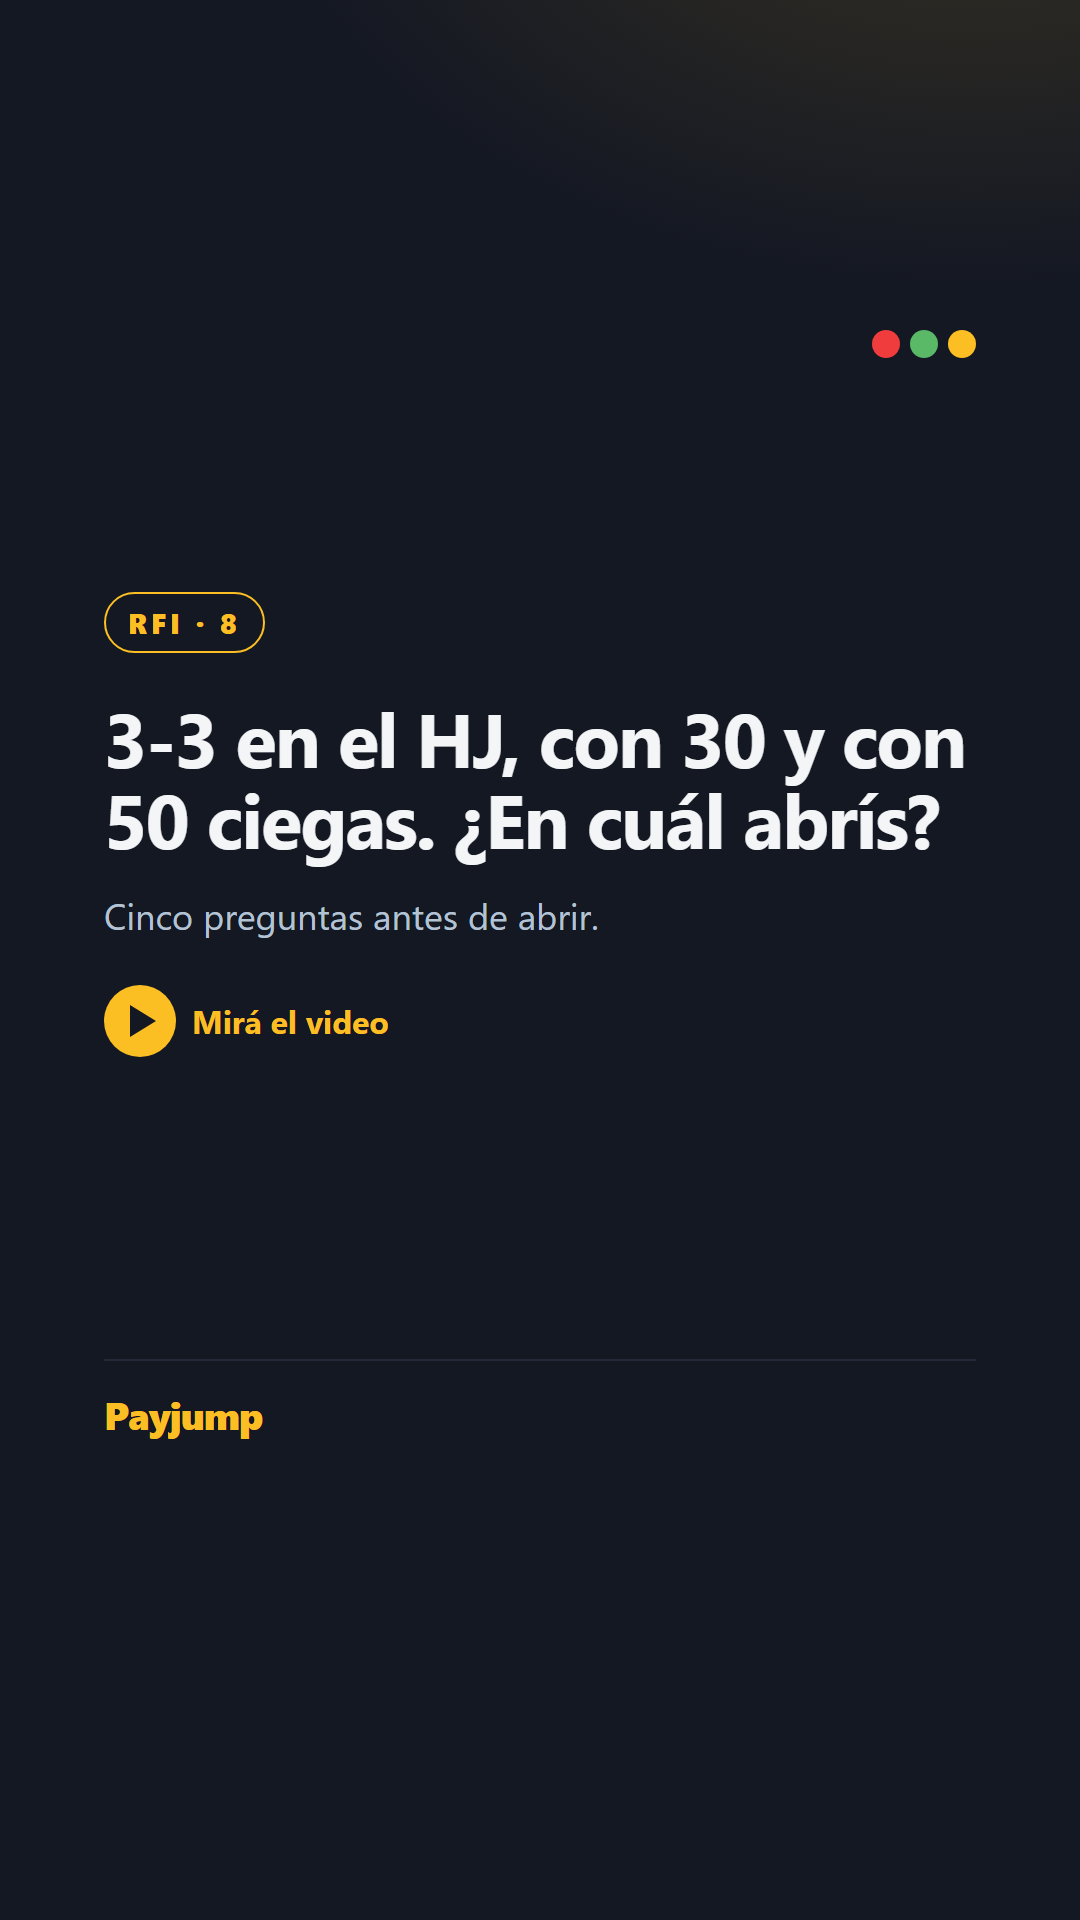 RFI · 8
3-3 en el HJ, con 30 y con
50 ciegas. ¿En cuál abrís?
Cinco preguntas antes de abrir.
Mirá el video
Payjump